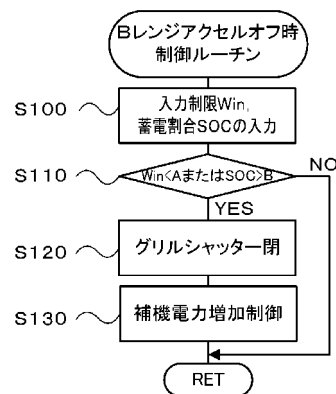 Bレンジアクセルオフ時
制御ルーチン
S100
入力制限Win,
蓄電割合SOCの入力
S110
Win<AまたはSOC>B
NO
YES
S120
グリルシャッター閉
S130
補機電力増加制御
RET